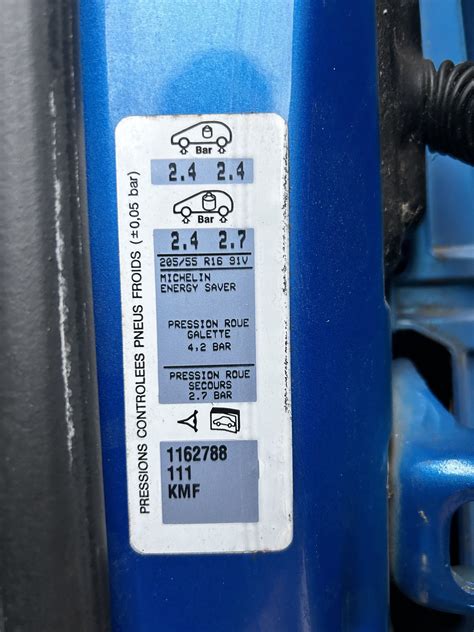 Bar
2.4 2.4
Bar
2.4 2.7
205/55 R16 91V
MICHELIN
ENERGY SAVER
PRESSION ROUE
GALETTE
4.2 BAR
PRESSION ROUE
SECOURS
2.7 BAR
1162788
111
KMF
PRESSIONS CONTROLEES PNEUS FROIDS (±0,05 bar)